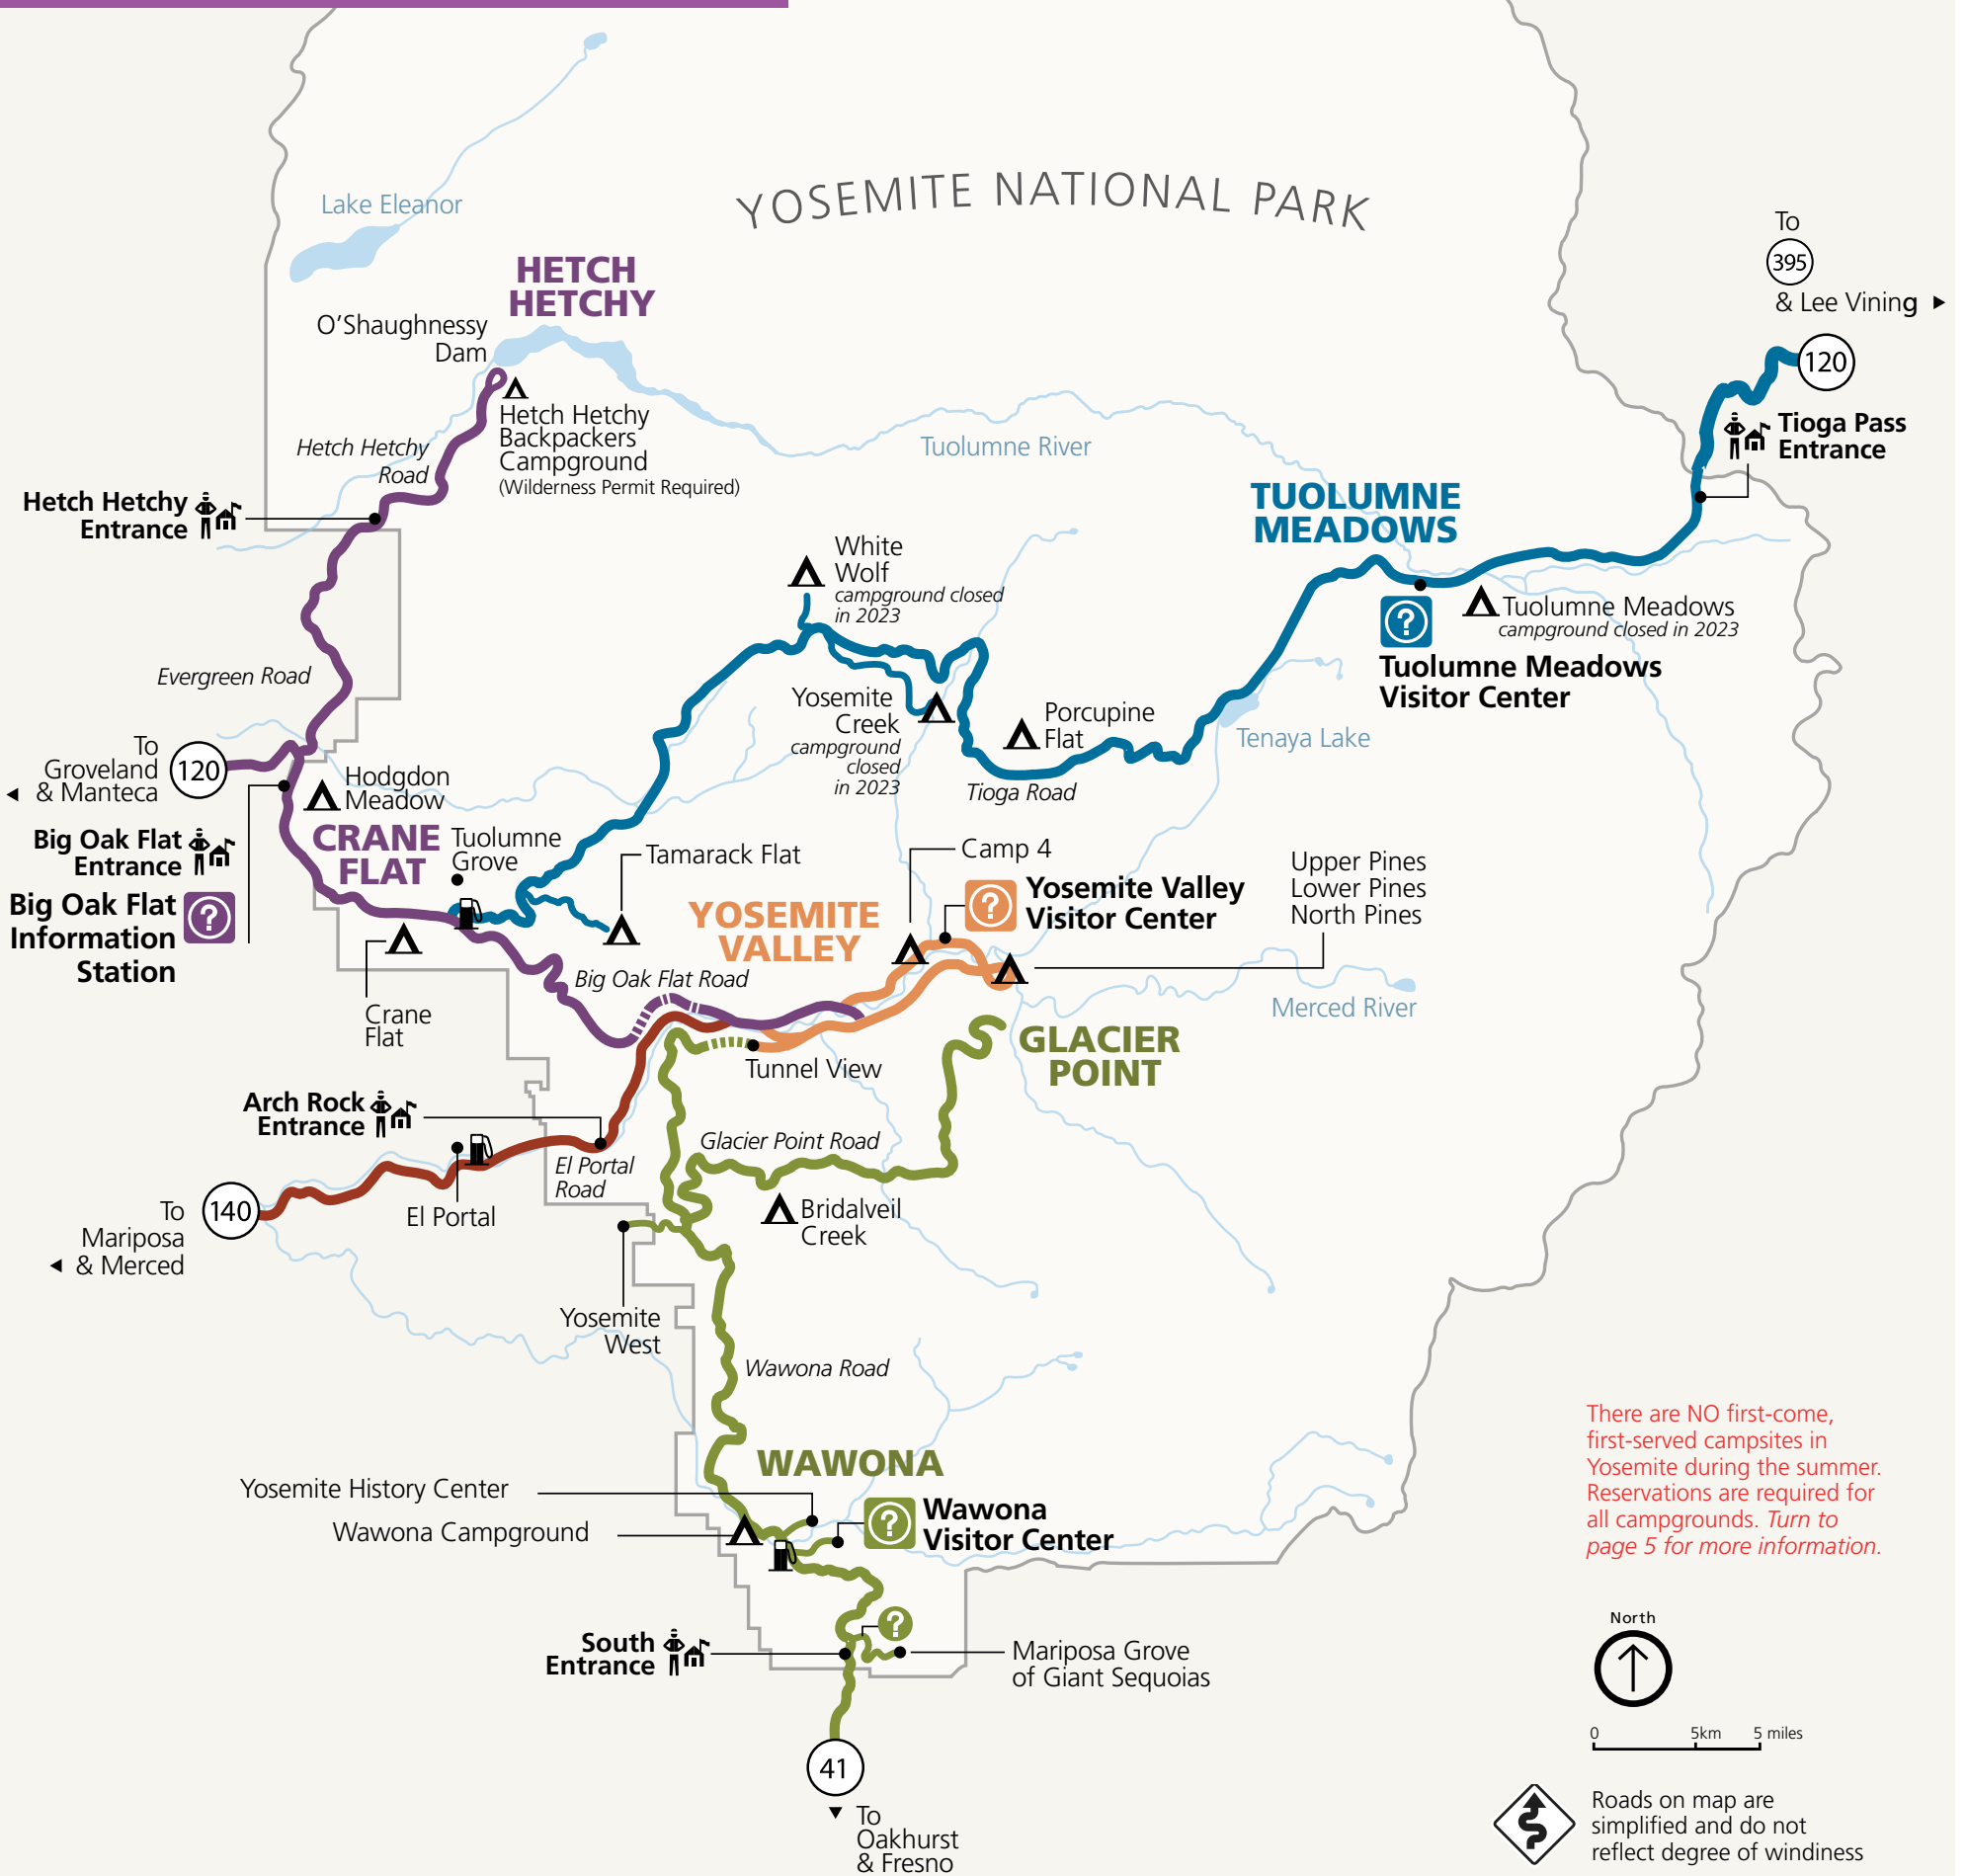 YOSEMITE NATIONAL PARK
Lake Eleanor
HETCH
HETCHY
O'Shaughnessy
Dam
Hetch Hetchy
Backpackers
Campground
(Wilderness Permit Required)
Hetch Hetchy
Road
Hetch Hetchy
Entrance
Tuolumne River
To
395
& Lee Vining
120
Tioga Pass
Entrance
TUOLUMNE
MEADOWS
White
Wolf
campground closed
in 2023
Tuolumne Meadows
campground closed in 2023
?
Tuolumne Meadows
Visitor Center
Evergreen Road
Yosemite
Creek
campground
closed
in 2023
Porcupine
Flat
Tenaya Lake
Tioga Road
To
Groveland
& Manteca
120
Hodgdon
Meadow
Big Oak Flat
Entrance
CRANE
FLAT
Tuolumne
Grove
Tamarack Flat
Camp 4
Upper Pines
Lower Pines
North Pines
Big Oak Flat
Information
Station
?
YOSEMITE
VALLEY
?
Yosemite Valley
Visitor Center
Big Oak Flat Road
Crane
Flat
Merced River
GLACIER
POINT
Tunnel View
Arch Rock
Entrance
Glacier Point Road
El Portal
Road
To
Mariposa
& Merced
140
El Portal
Bridalveil
Creek
Yosemite
West
Wawona Road
WAWONA
Yosemite History Center
Wawona Campground
?
Wawona
Visitor Center
There are NO first-come,
first-served campsites in
Yosemite during the summer.
Reservations are required for
all campgrounds. Turn to
page 5 for more information.
?
South
Entrance
Mariposa Grove
of Giant Sequoias
41
To
Oakhurst
& Fresno
North
0 5km 5 miles
Roads on map are
simplified and do not
reflect degree of windiness